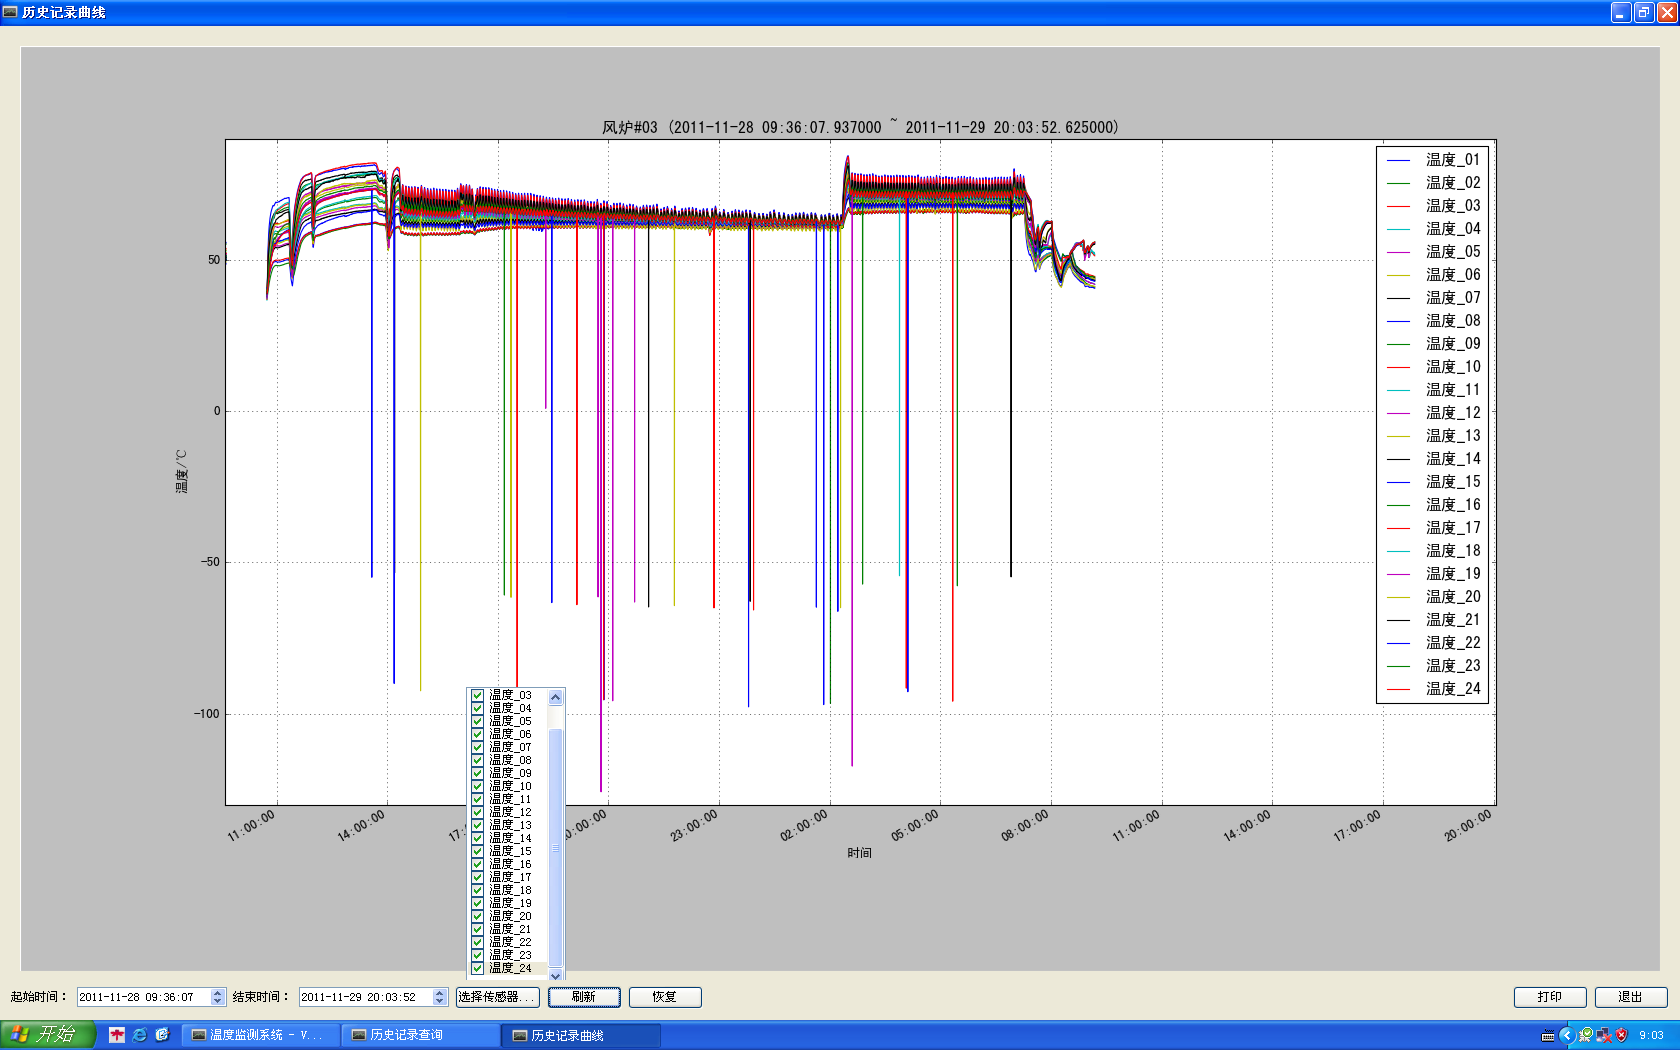 历史记录曲线
风炉#03 (2011-11-28 09:36:07.937000 ~ 2011-11-29 20:03:52.625000)
50
0
-50
-100
温度/℃
11:00:00
14:00:00
17:
0:00:00
23:00:00
02:00:00
05:00:00
08:00:00
11:00:00
14:00:00
17:00:00
20:00:00
时间
温度_01
温度_02
温度_03
温度_04
温度_05
温度_06
温度_07
温度_08
温度_09
温度_10
温度_11
温度_12
温度_13
温度_14
温度_15
温度_16
温度_17
温度_18
温度_19
温度_20
温度_21
温度_22
温度_23
温度_24
温度_03
温度_04
温度_05
温度_06
温度_07
温度_08
温度_09
温度_10
温度_11
温度_12
温度_13
温度_14
温度_15
温度_16
温度_17
温度_18
温度_19
温度_20
温度_21
温度_22
温度_23
温度_24
起始时间： 2011-11-28 09:36:07 结束时间： 2011-11-29 20:03:52 选择传感器... 刷新 恢复 打印 退出
开始 温度监测系统 - V... 历史记录查询 历史记录曲线 9:03